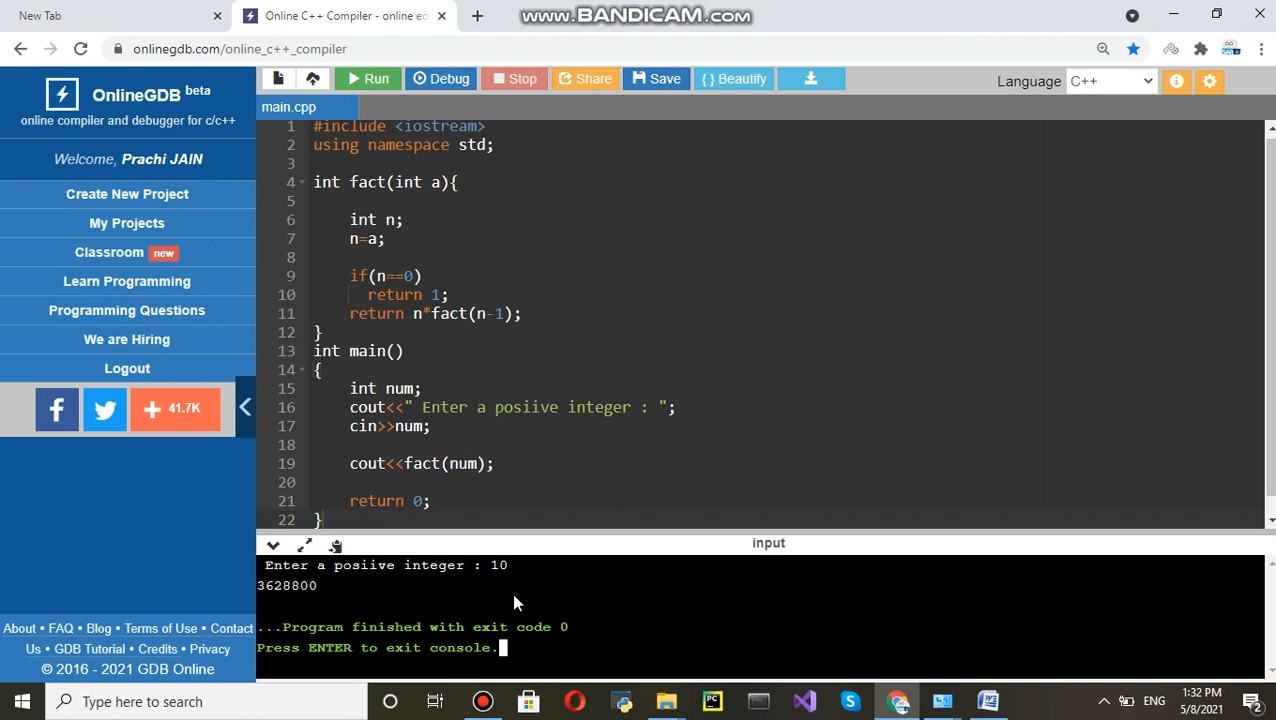 New Tab
Online C++ Compiler - online ed
www.BANDICAM.com
onlinegdb.com/online_c++_compiler
OnlineGDB beta
online compiler and debugger for c/c++
Welcome, Prachi JAIN
Create New Project
My Projects
Classroom new
Learn Programming
Programming Questions
We are Hiring
Logout
41.7K
About • FAQ • Blog • Terms of Use • Contact
Us • GDB Tutorial • Credits • Privacy
© 2016 - 2021 GDB Online
Run Debug Stop Share Save { } Beautify
Language C++
main.cpp
1 #include <iostream>
2 using namespace std;
3
4 int fact(int a){
5
6 int n;
7 n=a;
8
9 if(n==0)
10 return 1;
11 return n*fact(n-1);
12 }
13 int main()
14 {
15 int num;
16 cout<<" Enter a posiive integer : ";
17 cin>>num;
18
19 cout<<fact(num);
20
21 return 0;
22 }
input
Enter a posiive integer : 10
3628800
...Program finished with exit code 0
Press ENTER to exit console.
Type here to search
PC
ENG
1:32 PM
5/8/2021
2